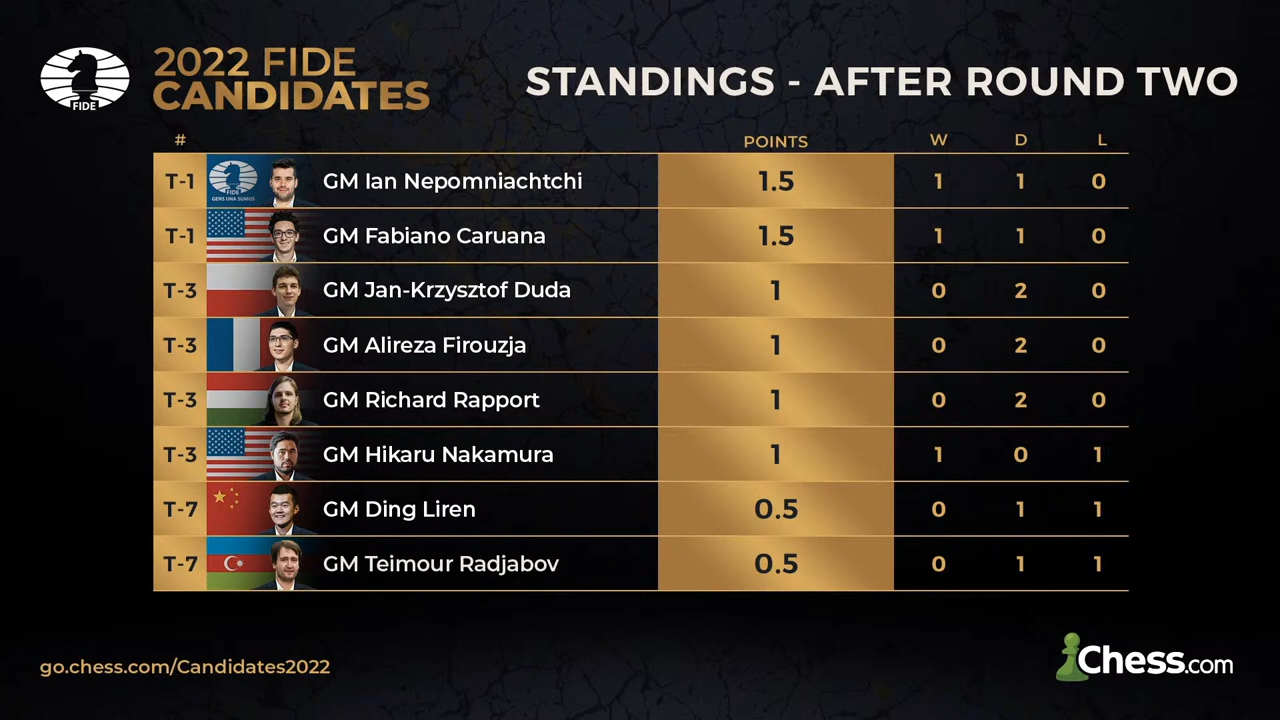 FIDE
2022 FIDE
CANDIDATES
STANDINGS - AFTER ROUND TWO
# POINTS W D L
T-1 FIDE GENS UNA SUMUS GM Ian Nepomniachtchi 1.5 1 1 0
T-1 GM Fabiano Caruana 1.5 1 1 0
T-3 GM Jan-Krzysztof Duda 1 0 2 0
T-3 GM Alireza Firouzja 1 0 2 0
T-3 GM Richard Rapport 1 0 2 0
T-3 GM Hikaru Nakamura 1 1 0 1
T-7 GM Ding Liren 0.5 0 1 1
T-7 GM Teimour Radjabov 0.5 0 1 1
go.chess.com/Candidates2022
Chess.com